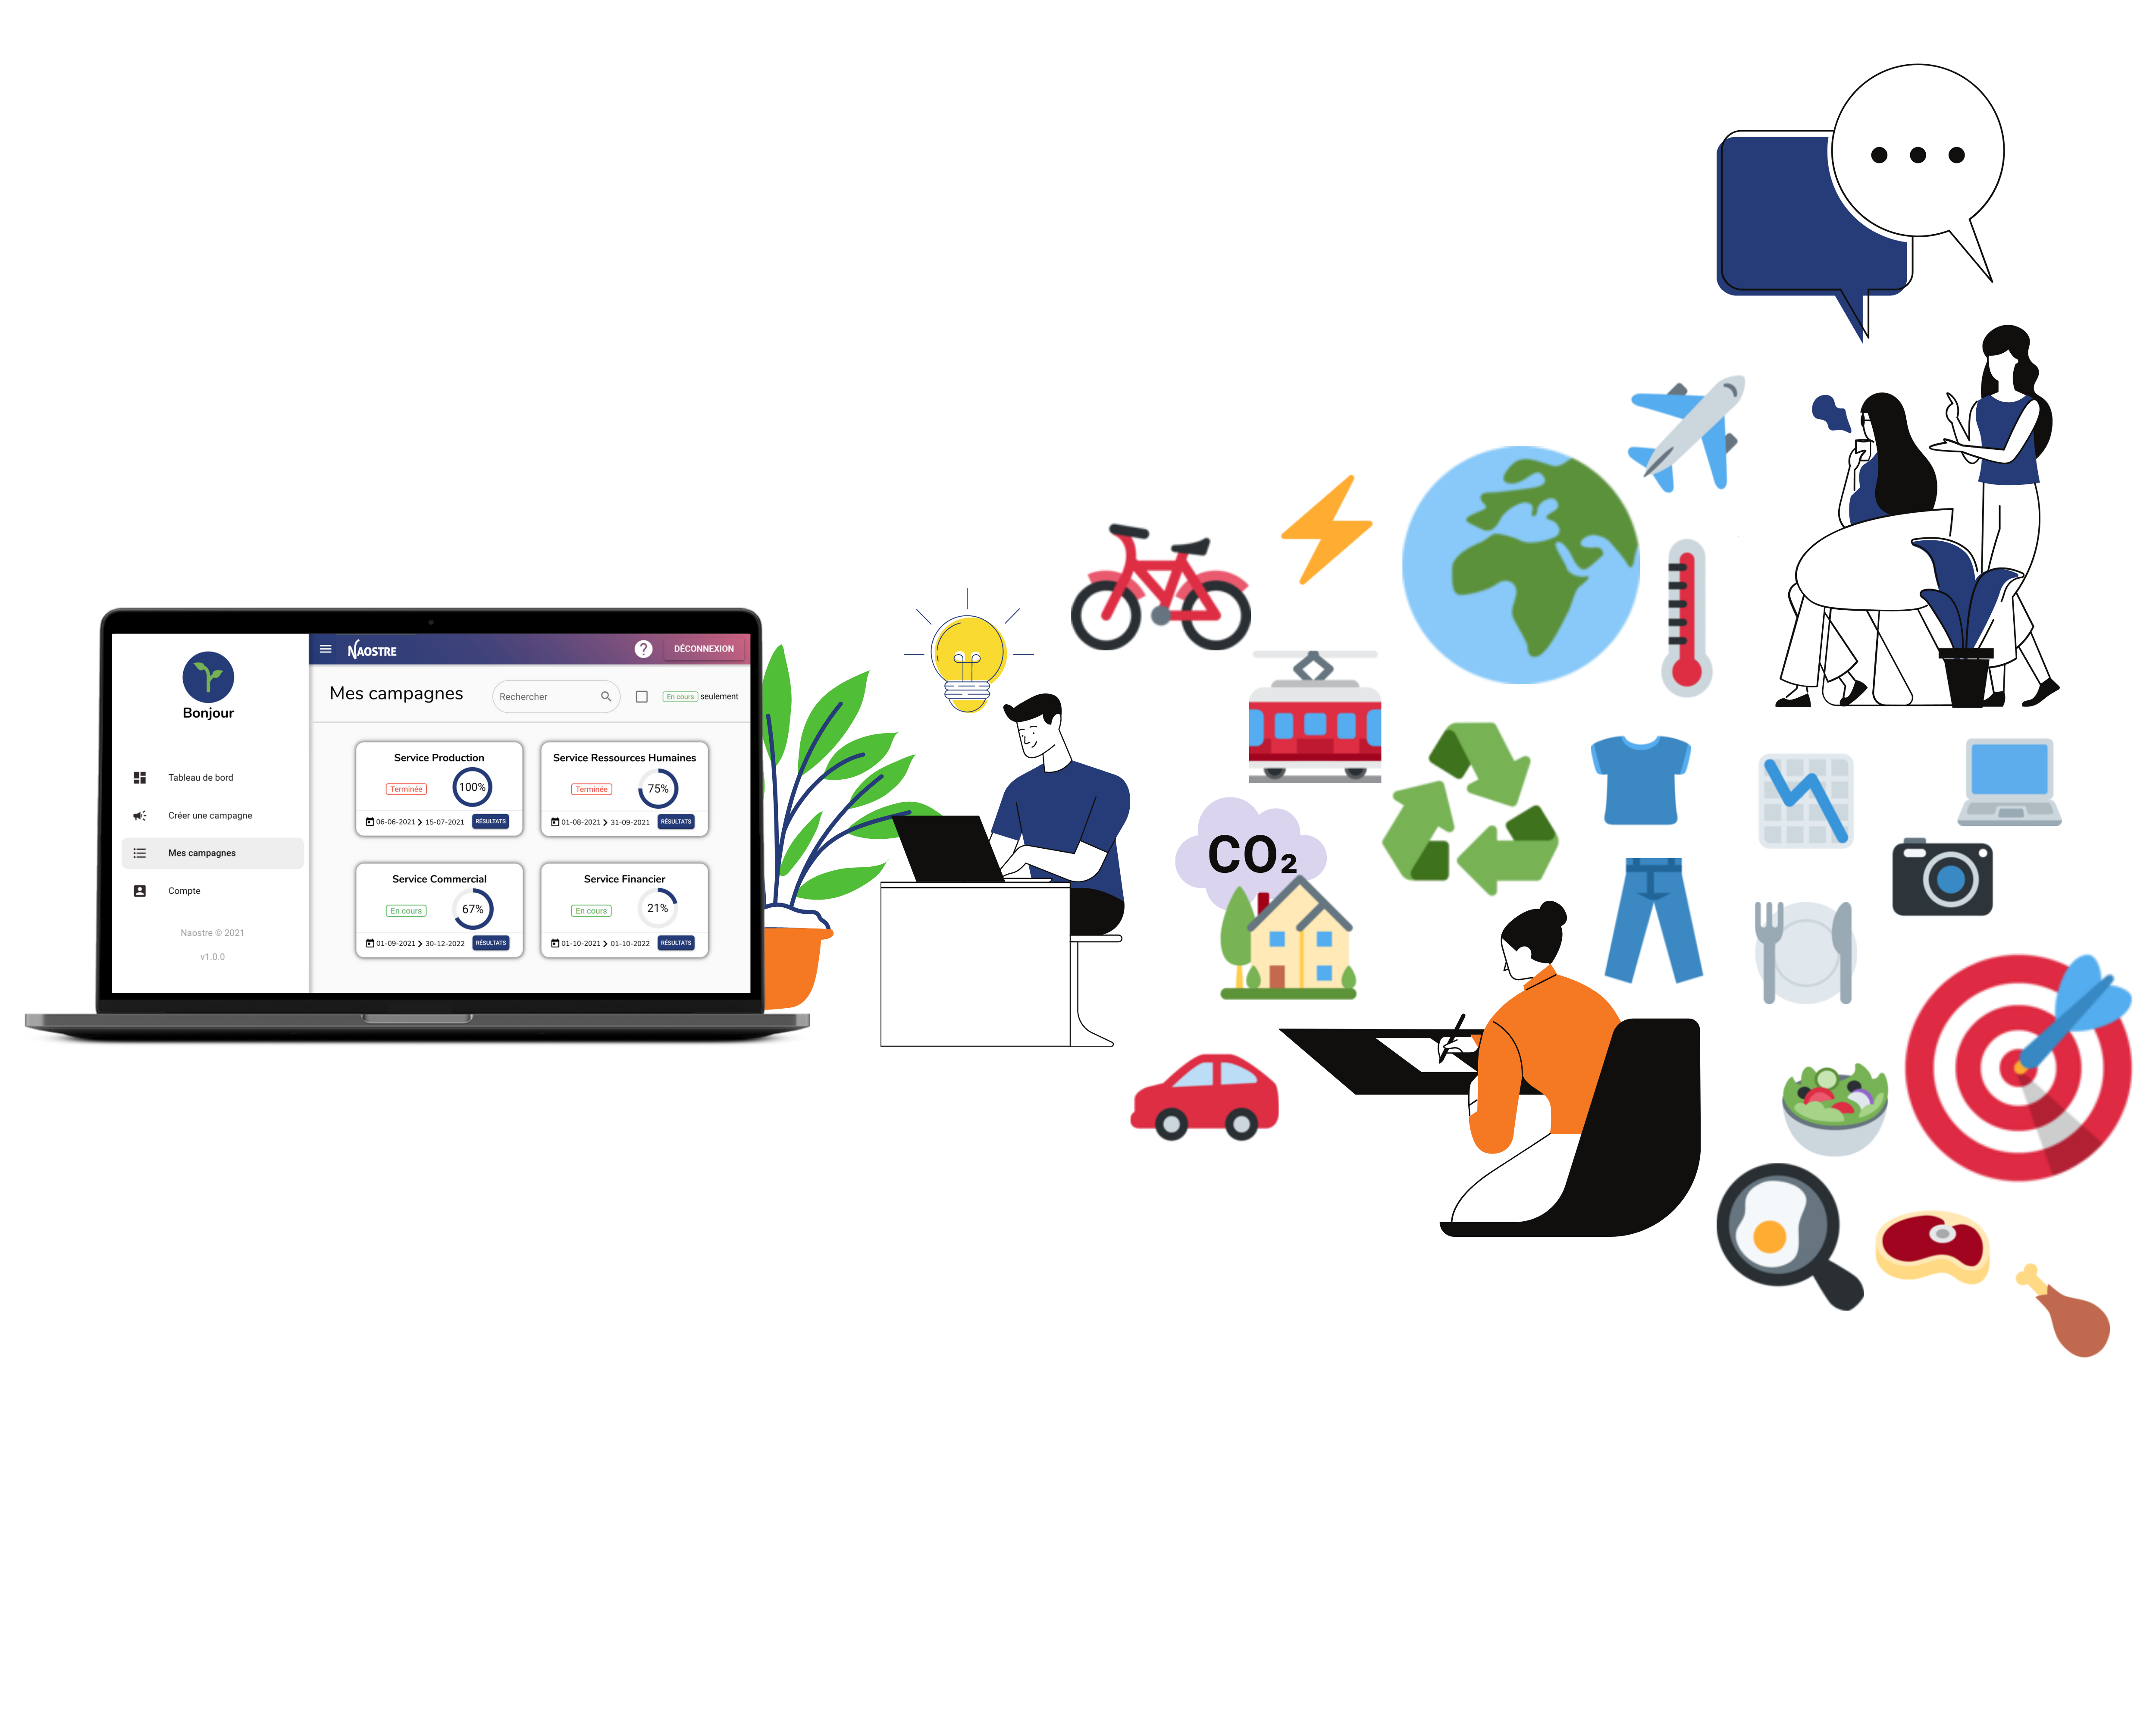 Bonjour
Tableau de bord
Créer une campagne
Mes campagnes
Compte
Naostre © 2021
v1.0.0
NAOSTRE
?
DÉCONNEXION
Mes campagnes
Rechercher
En cours seulement
Service Production
Terminée
100%
06-06-2021 > 15-07-2021
RÉSULTATS
Service Ressources Humaines
Terminée
75%
01-08-2021 > 31-09-2021
RÉSULTATS
Service Commercial
En cours
67%
01-09-2021 > 30-12-2022
RÉSULTATS
Service Financier
En cours
21%
01-10-2021 > 01-10-2022
RÉSULTATS
CO₂